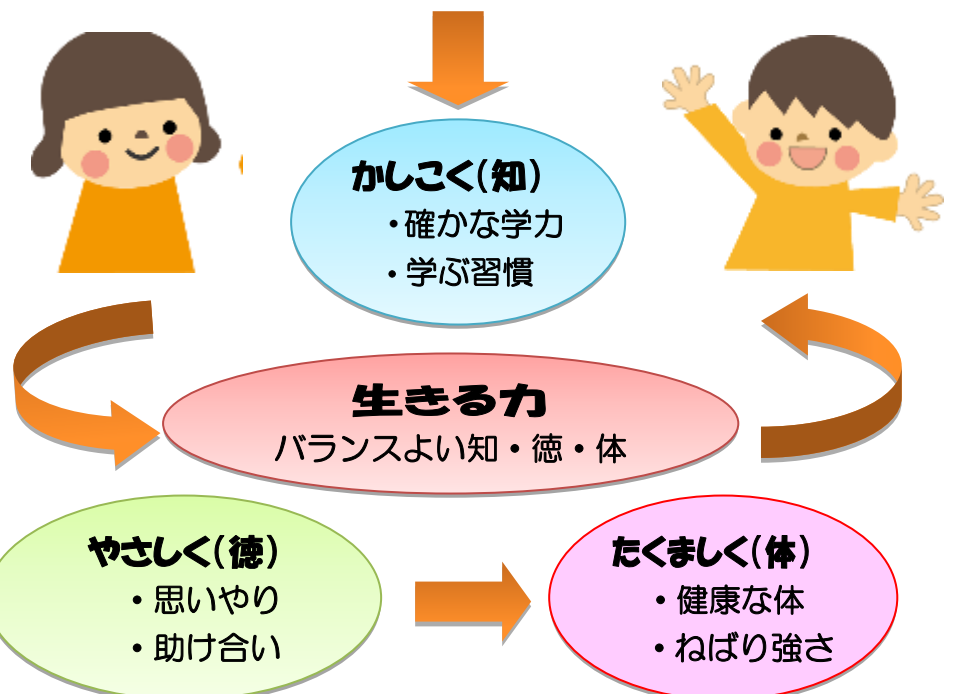 かしこく(知)
・確かな学力
・学ぶ習慣
生きる力
バランスよい知・徳・体
やさしく(徳)
・思いやり
・助け合い
たくましく(体)
・健康な体
・ねばり強さ